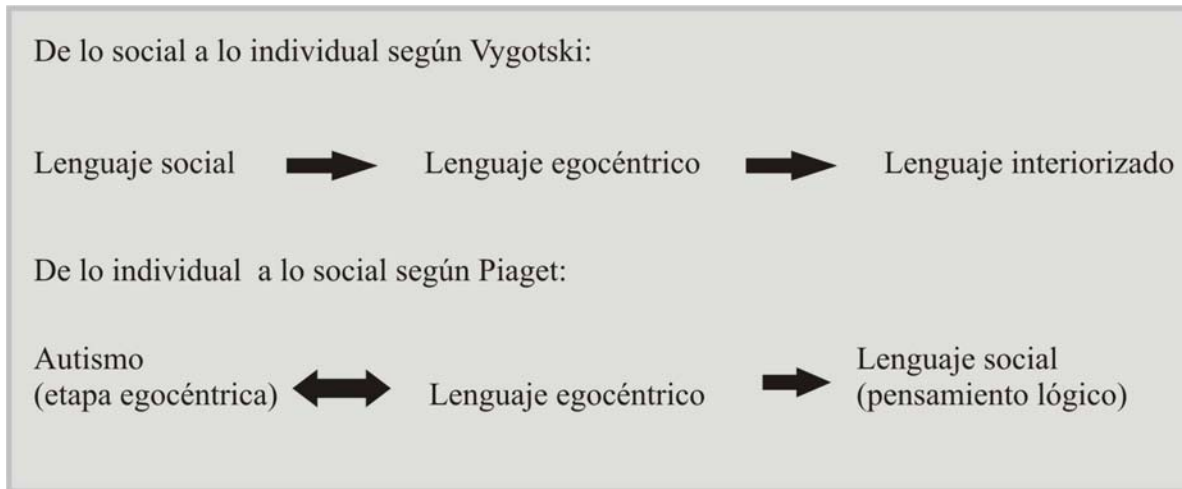 De lo social a lo individual según Vygotski:
Lenguaje social Lenguaje egocéntrico Lenguaje interiorizado
De lo individual a lo social según Piaget:
Autismo
(etapa egocéntrica) Lenguaje egocéntrico Lenguaje social
(pensamiento lógico)